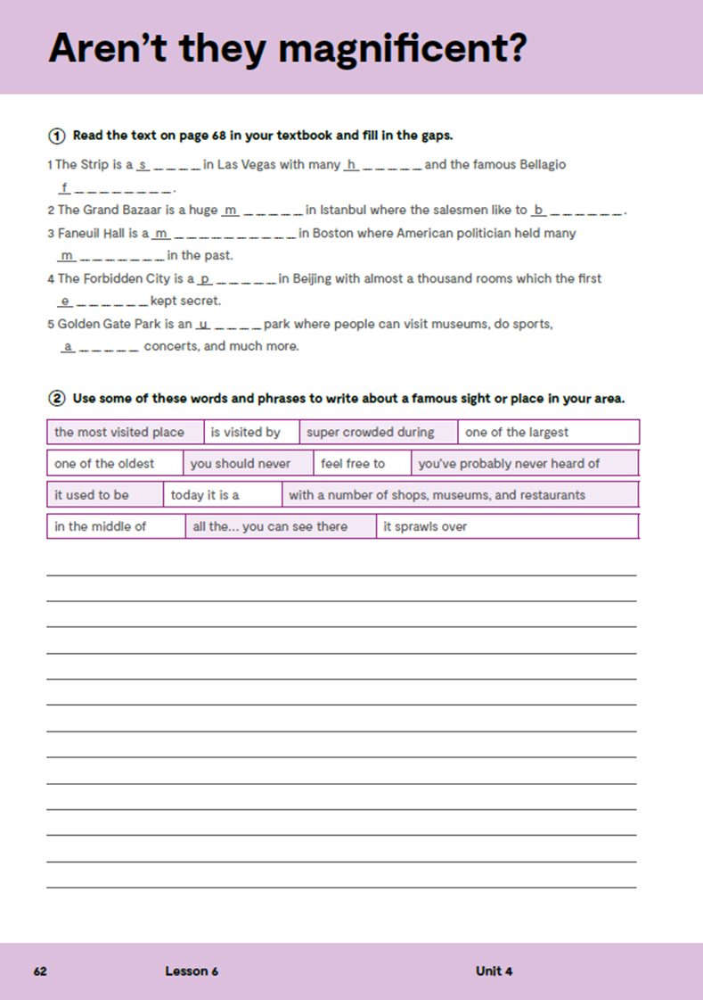 Aren't they magnificent?
1 Read the text on page 68 in your textbook and fill in the gaps.
1 The Strip is a s _ _ _ _ in Las Vegas with many h _ _ _ _ _ and the famous Bellagio
f _ _ _ _ _ _ _ _.
2 The Grand Bazaar is a huge m _ _ _ _ _ in Istanbul where the salesmen like to b _ _ _ _ _ _.
3 Faneuil Hall is a m _ _ _ _ _ _ _ _ _ _ in Boston where American politician held many
m _ _ _ _ _ _ _ in the past.
4 The Forbidden City is a p _ _ _ _ _ in Beijing with almost a thousand rooms which the first
e _ _ _ _ _ _ kept secret.
5 Golden Gate Park is an u _ _ _ _ park where people can visit museums, do sports,
a _ _ _ _ _ concerts, and much more.
2 Use some of these words and phrases to write about a famous sight or place in your area.
the most visited place is visited by super crowded during one of the largest
one of the oldest you should never feel free to you've probably never heard of
it used to be today it is a with a number of shops, museums, and restaurants
in the middle of all the... you can see there it sprawls over
62 Lesson 6 Unit 4